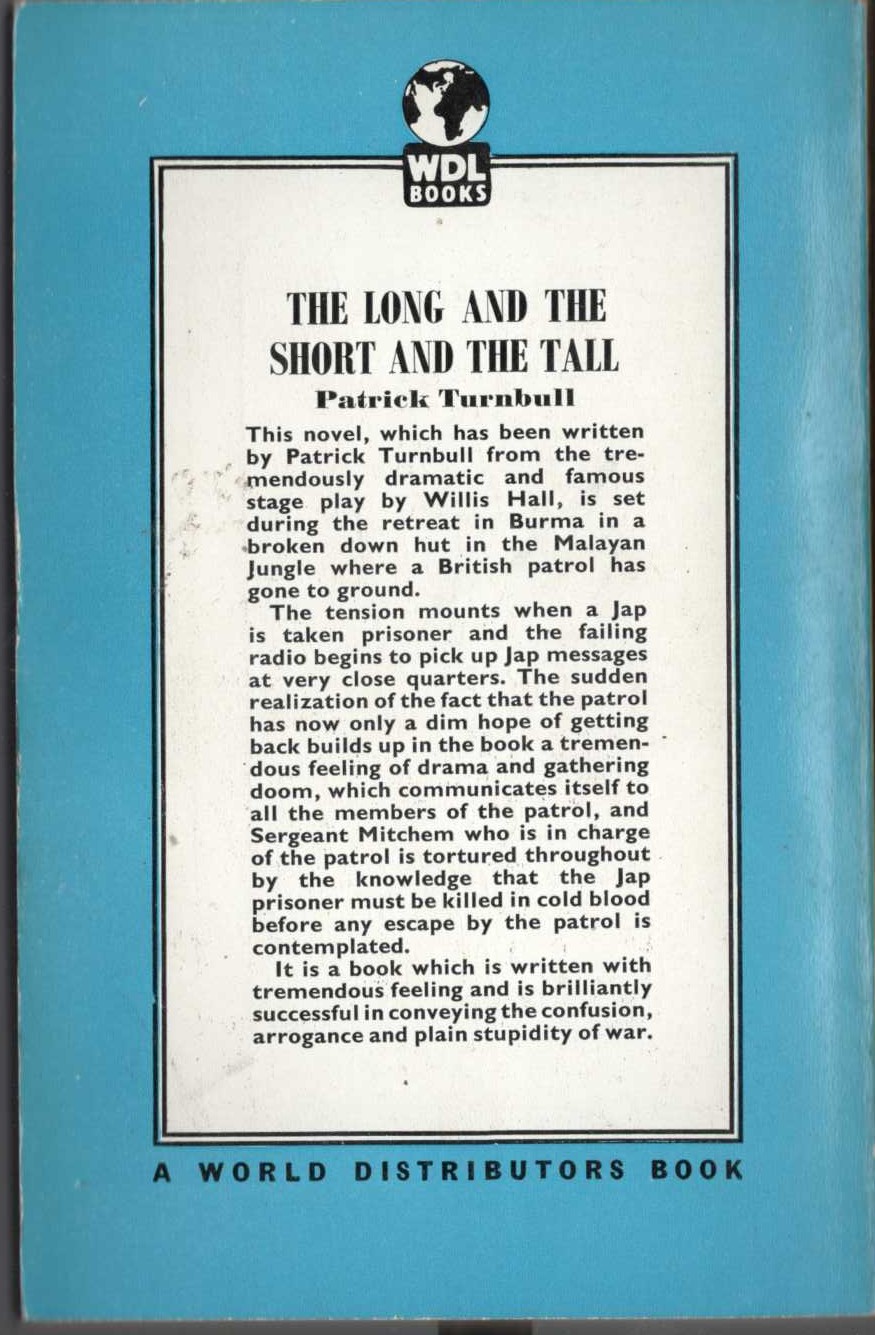 WDL
BOOKS
THE LONG AND THE
SHORT AND THE TALL
Patrick Turnbull
This novel, which has been written
by Patrick Turnbull from the tre-
mendously dramatic and famous
stage play by Willis Hall, is set
during the retreat in Burma in a
broken down hut in the Malayan
Jungle where a British patrol has
gone to ground.
The tension mounts when a Jap
is taken prisoner and the failing
radio begins to pick up Jap messages
at very close quarters. The sudden
realization of the fact that the patrol
has now only a dim hope of getting
back builds up in the book a tremen-
dous feeling of drama and gathering
doom, which communicates itself to
all the members of the patrol, and
Sergeant Mitchem who is in charge
of the patrol is tortured throughout
by the knowledge that the Jap
prisoner must be killed in cold blood
before any escape by the patrol is
contemplated.
It is a book which is written with
tremendous feeling and is brilliantly
successful in conveying the confusion,
arrogance and plain stupidity of war.
A WORLD DISTRIBUTORS BOOK